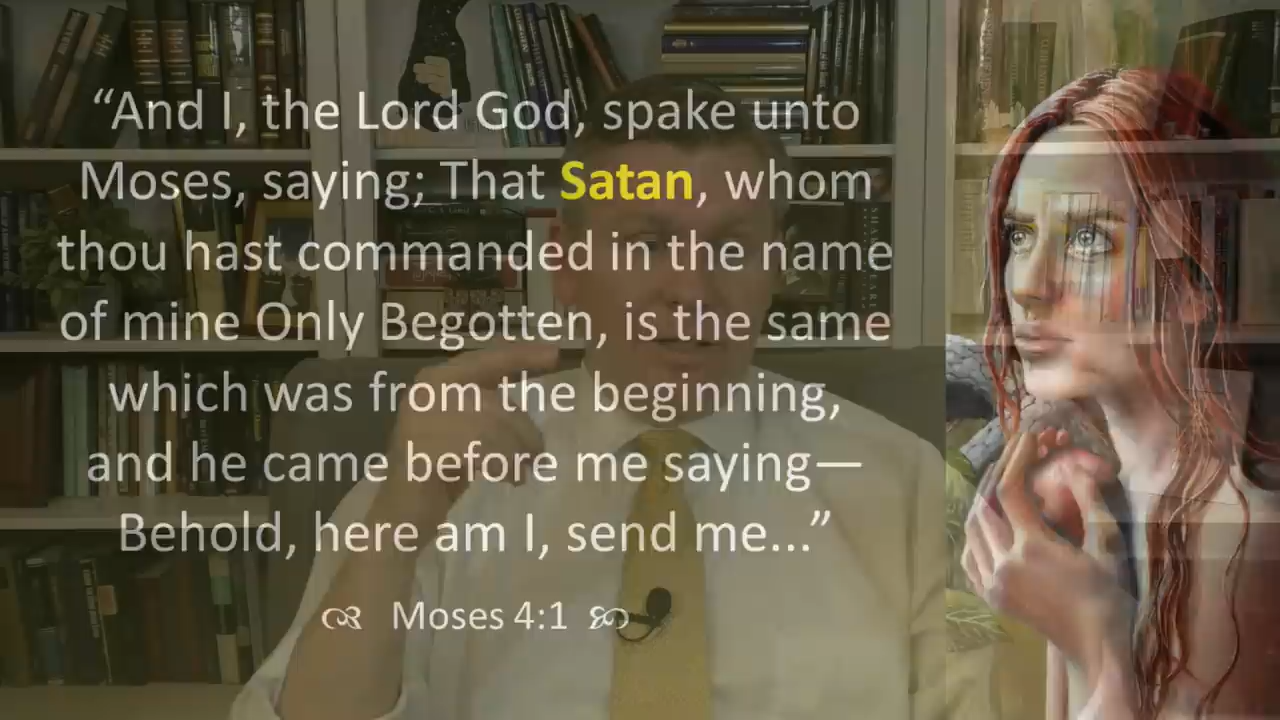 “And I, the Lord God, spake unto
Moses, saying; That Satan, whom
thou hast commanded in the name
of mine Only Begotten, is the same
which was from the beginning,
and he came before me saying—
Behold, here am I, send me...”
Moses 4:1